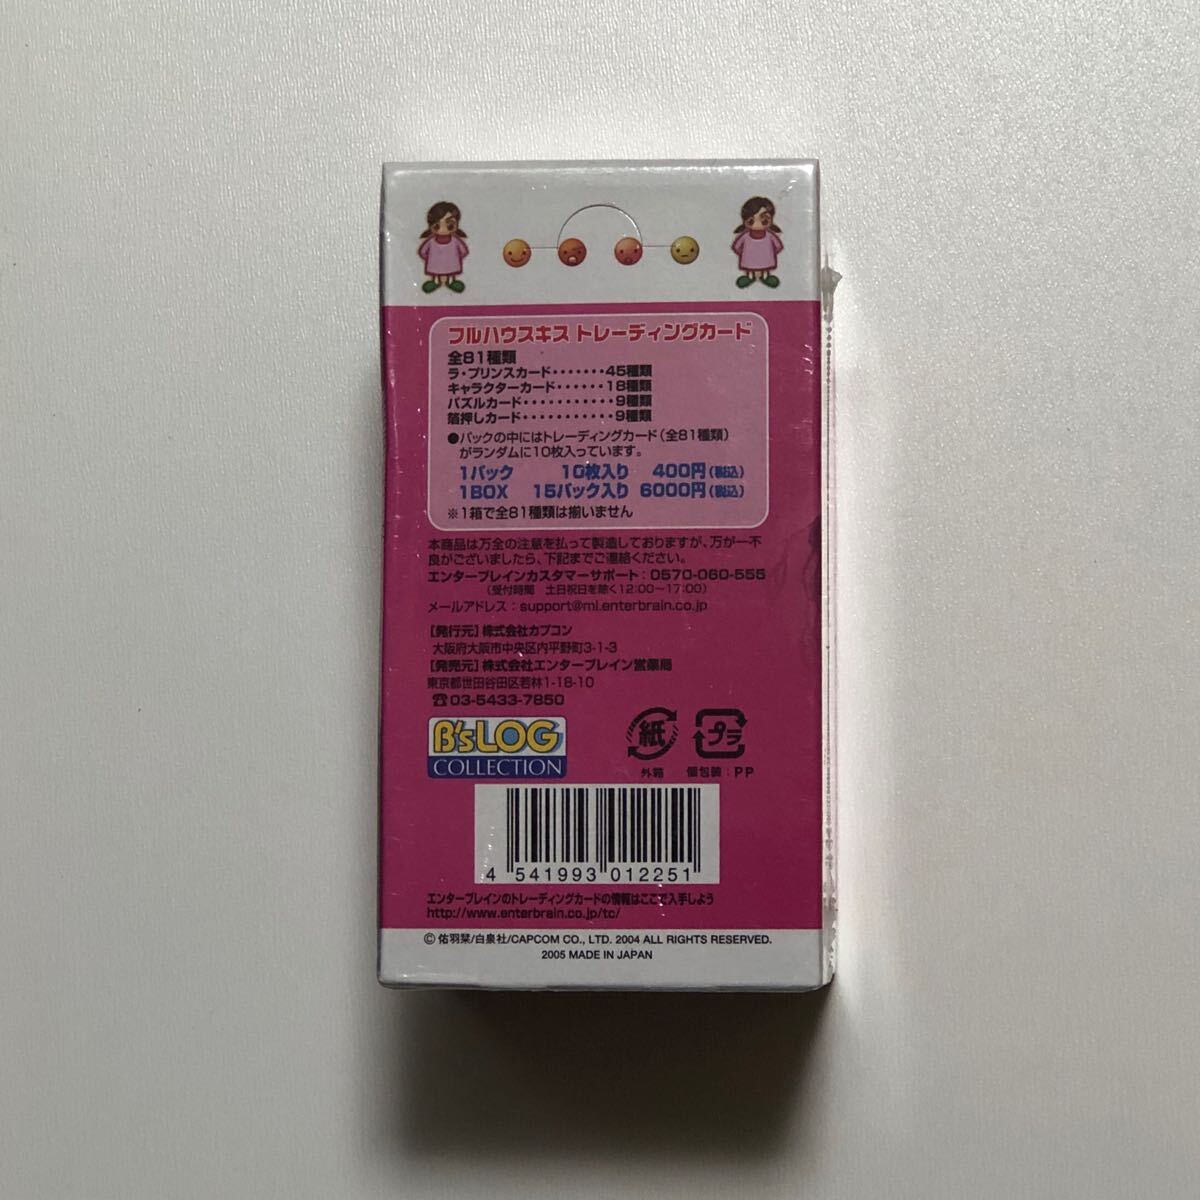 フルハウスキス トレーディングカード
全81種類
ラ・プリンスカード・・・・・・・45種類
キャラクターカード・・・・・・18種類
パズルカード・・・・・・・・・・・9種類
箔押しカード・・・・・・・・・・・9種類
●パックの中にはトレーディングカード（全81種類）
がランダムに10枚入っています。
1パック 10枚入り 400円(税込)
1BOX 15パック入り 6000円(税込)
※1箱で全81種類は揃いません
本商品は万全の注意を払って製造しておりますが、万が一不
良がございましたら、下記までご連絡ください。
エンターブレインカスタマーサポート：0570-060-555
（受付時間 土日祝日を除く12:00〜17:00）
メールアドレス：support@ml.enterbrain.co.jp
［発行元］株式会社カプコン
大阪府大阪市中央区内平野町3-1-3
［発売元］株式会社エンターブレイン営業局
東京都世田谷田区若林1-18-10
☎03-5433-7850
B'sLOG
COLLECTION
紙
外箱
プラ
個包装：PP
4 541993 012251
エンターブレインのトレーディングカードの情報はここで入手しよう
http://www.enterbrain.co.jp/tc/
© 佑羽栞/白泉社/CAPCOM CO., LTD. 2004 ALL RIGHTS RESERVED.
2005 MADE IN JAPAN